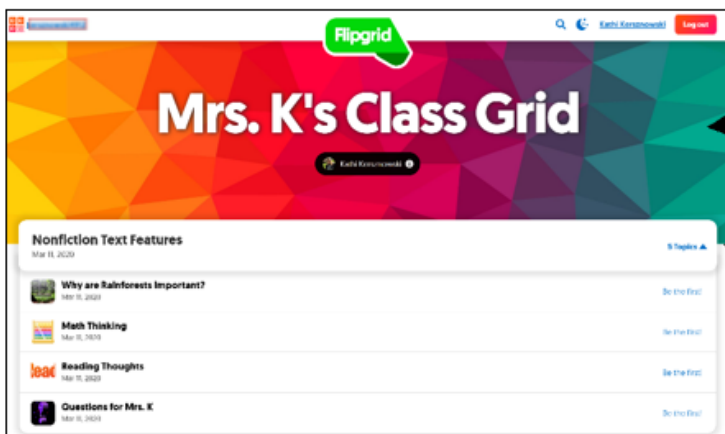 Flipgrid
Kathi Kersznowski
Log out
Mrs. K's Class Grid
Kathi Kersznowski
Nonfiction Text Features
Mar 11, 2020
5 Topics
Why are Rainforests Important?
Mar 11, 2020
Be the first!
Math Thinking
Mar 11, 2020
Be the first!
Reading Thoughts
Mar 11, 2020
Be the first!
Questions for Mrs. K
Mar 11, 2020
Be the first!